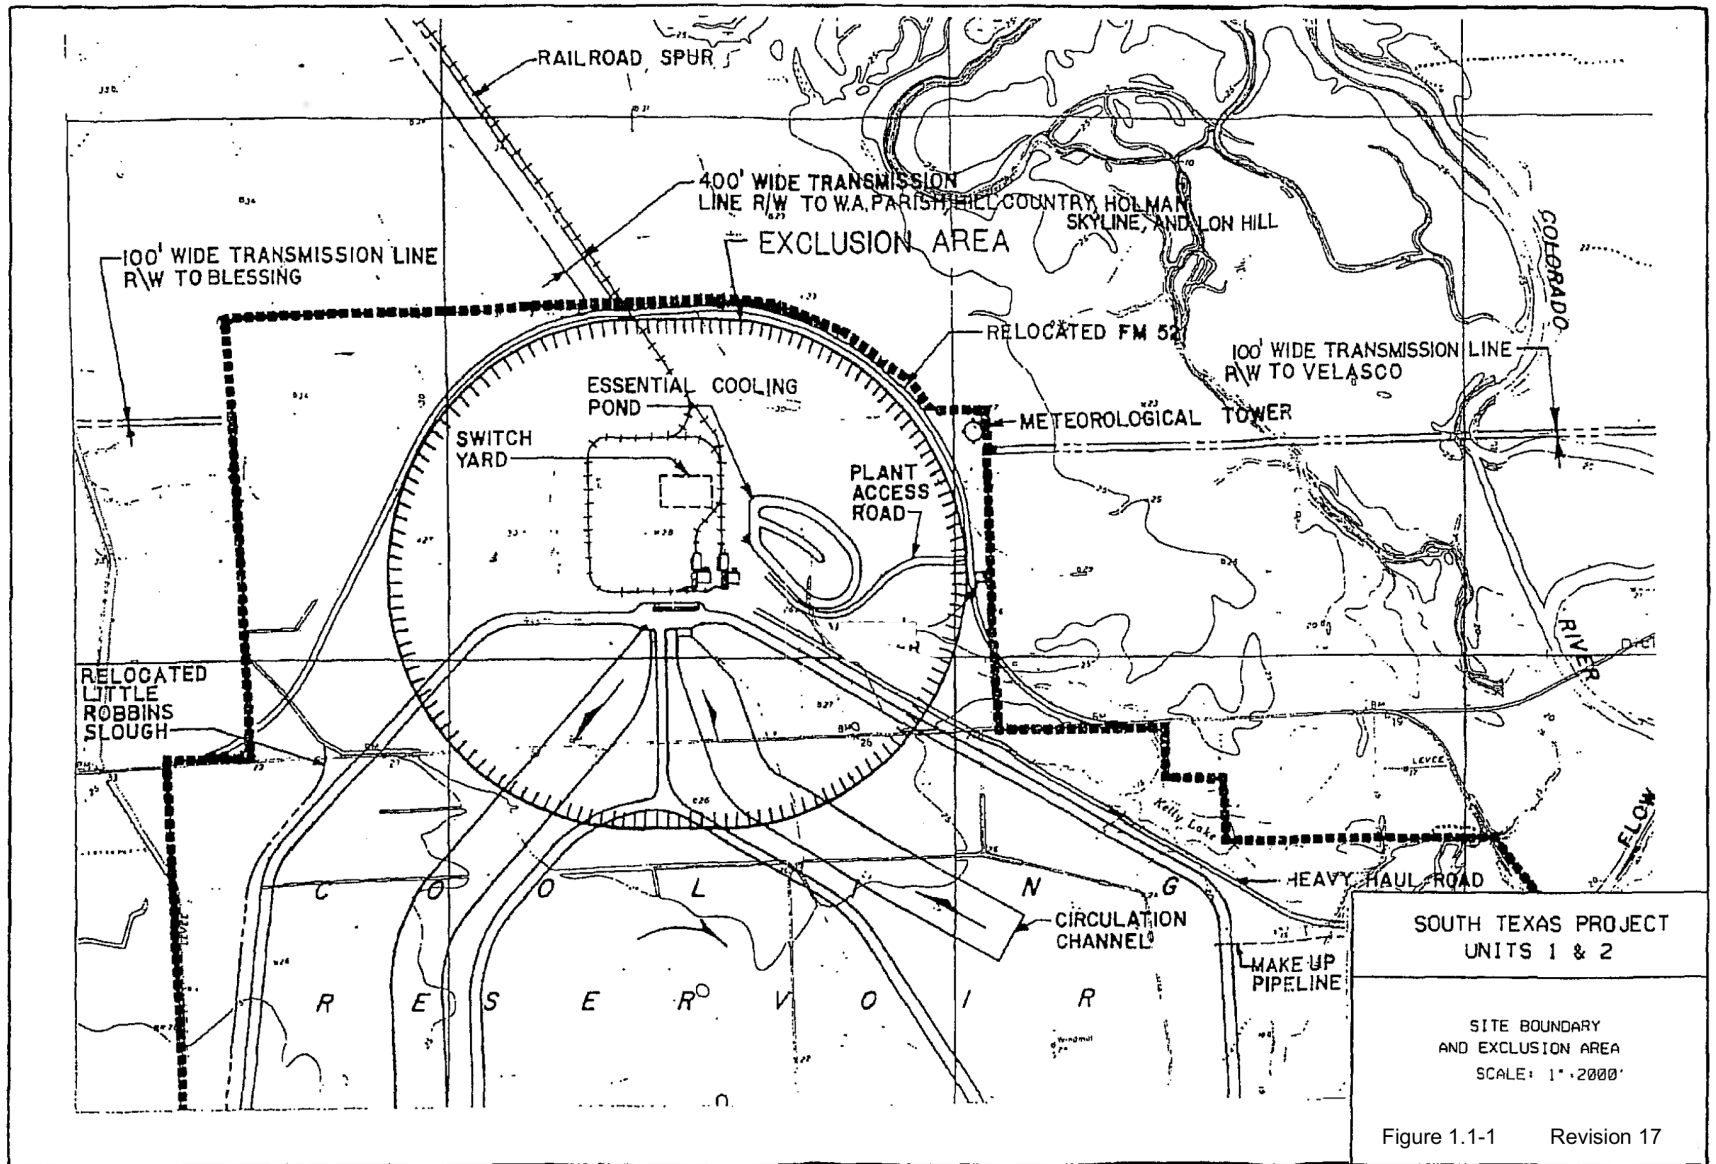 RAILROAD SPUR
400' WIDE TRANSMISSION
LINE R/W TO W.A. PARISH HILL COUNTRY, HOLMAN
SKYLINE, AND LON HILL
EXCLUSION AREA
100' WIDE TRANSMISSION LINE
R\W TO BLESSING
COLORADO
RELOCATED FM 52
100' WIDE TRANSMISSION LINE
R\W TO VELASCO
ESSENTIAL COOLING
POND
METEOROLOGICAL TOWER
SWITCH
YARD
PLANT
ACCESS
ROAD
RIVER
RELOCATED
LITTLE
ROBBINS
SLOUGH
LEVEE
Kelly Lake
FLOW
HEAVY HAUL ROAD
C O O L N G
CIRCULATION
CHANNEL
LEVEE
MAKE UP
PIPELINE
R E S E R V O I R
Windmill
SOUTH TEXAS PROJECT
UNITS 1 & 2
SITE BOUNDARY
AND EXCLUSION AREA
SCALE: 1"=2000'
Figure 1.1-1 Revision 17